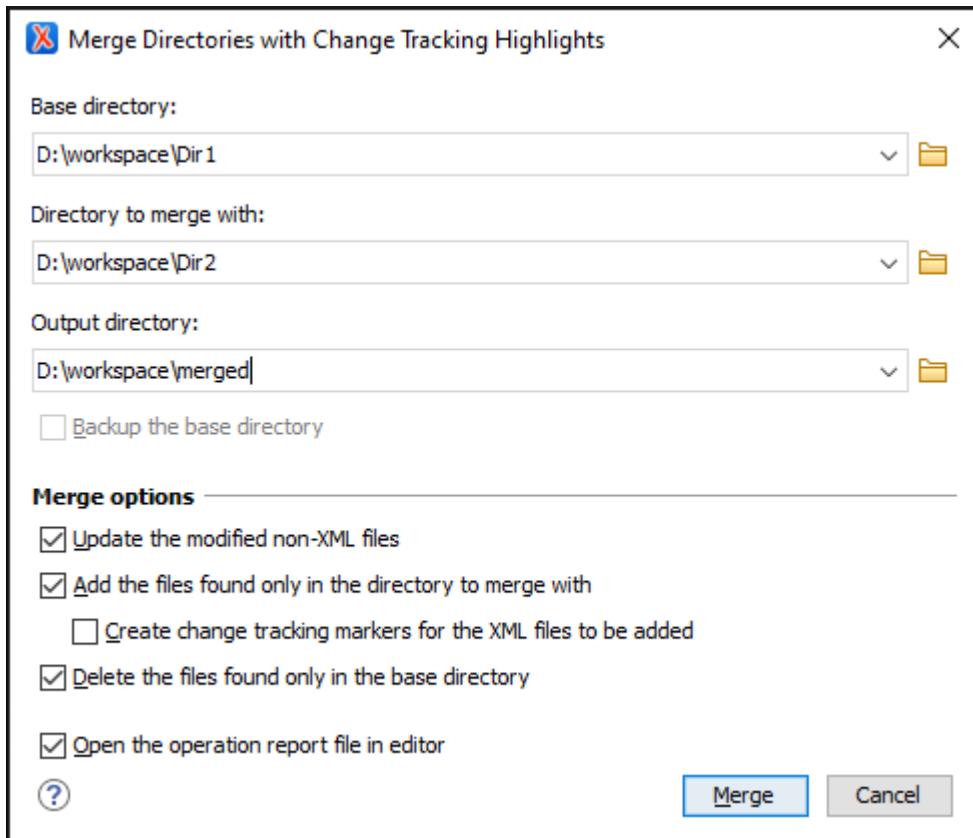 Merge Directories with Change Tracking Highlights
Base directory:
D:\workspace\Dir1
Directory to merge with:
D:\workspace\Dir2
Output directory:
D:\workspace\merged
Backup the base directory
Merge options
Update the modified non-XML files
Add the files found only in the directory to merge with
Create change tracking markers for the XML files to be added
Delete the files found only in the base directory
Open the operation report file in editor
?
Merge Cancel